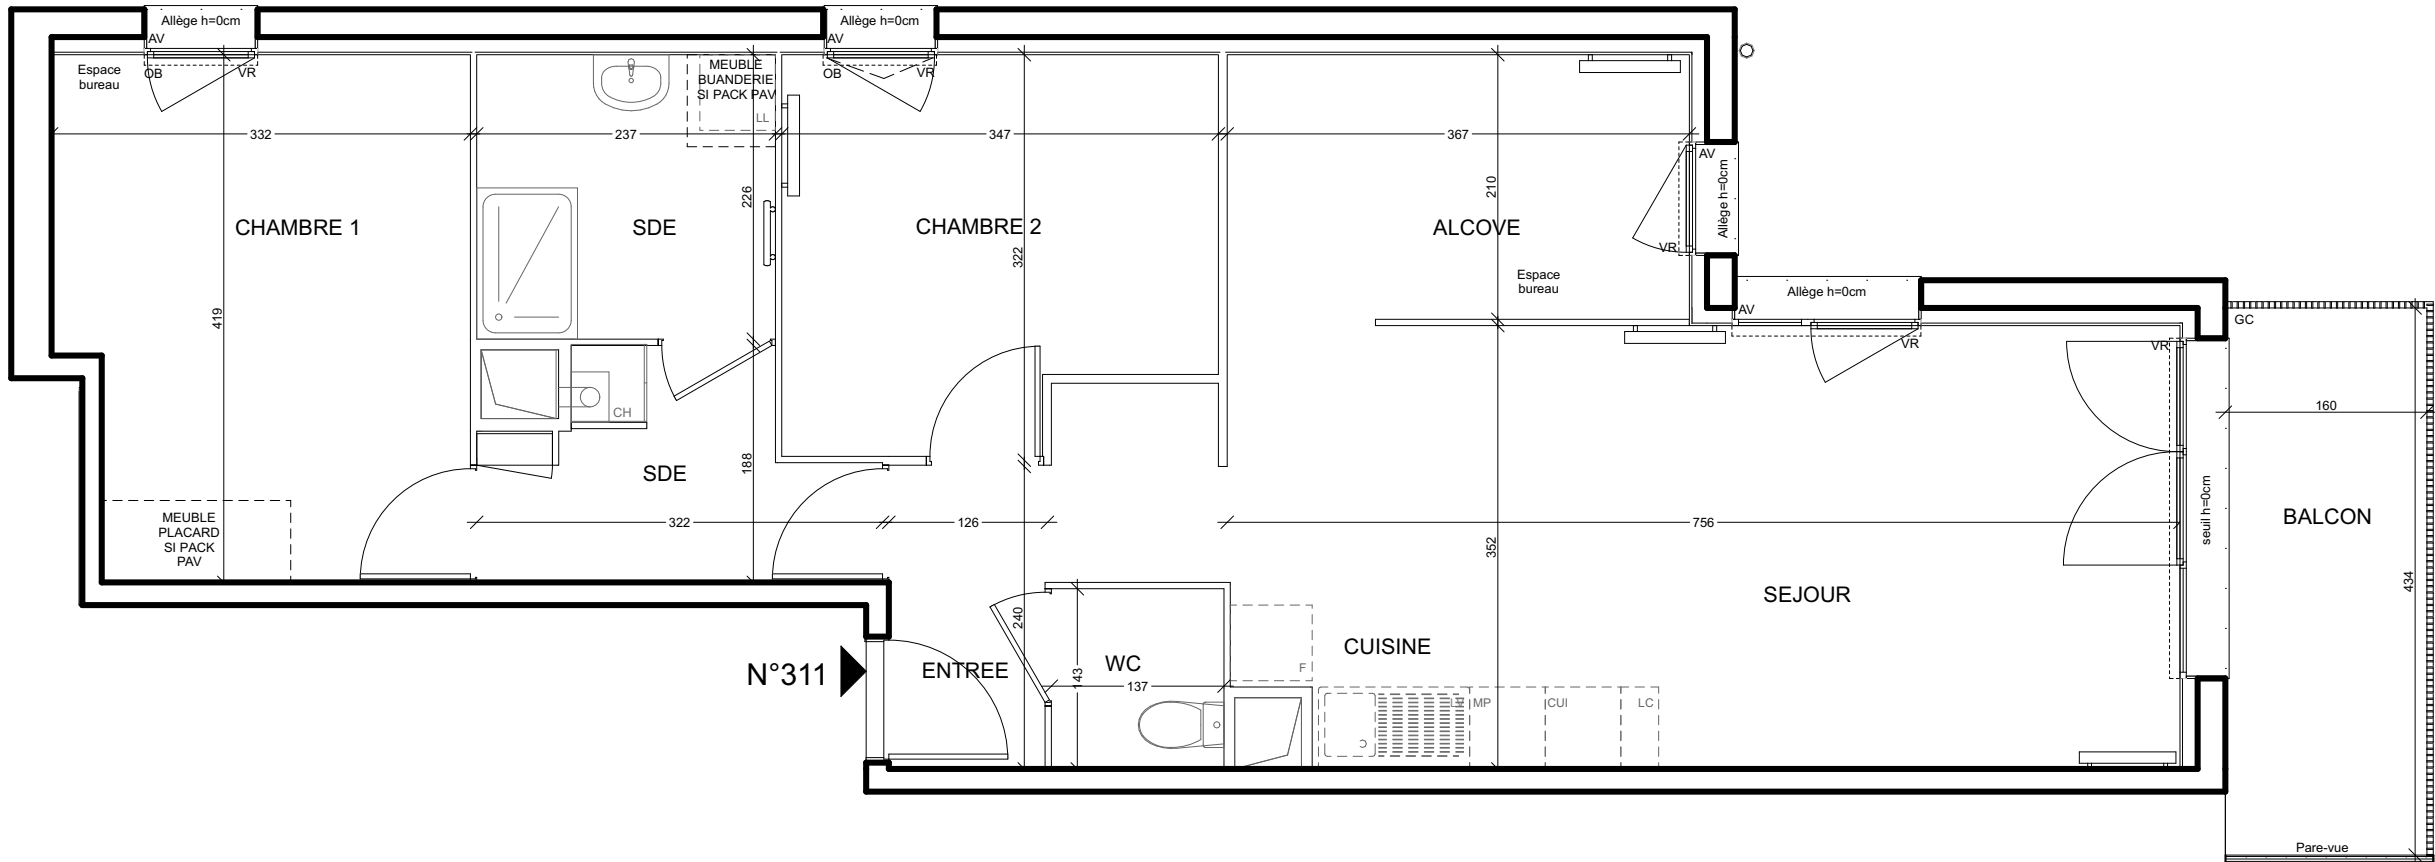 Allège h=0cm
Allège h=0cm
AV
AV
Espace
bureau
OB
VR
MEUBLE
BUANDERIE
SI PACK PAV
LL
OB
VR
332
237
347
367
AV
Allège h=0cm
VR
226
210
CHAMBRE 1
SDE
CHAMBRE 2
ALCOVE
322
Espace
bureau
419
Allège h=0cm
AV
VR
VR
GC
CH
160
188
SDE
MEUBLE
PLACARD
SI PACK
PAV
322
126
756
352
seuil h=0cm
BALCON
434
SEJOUR
240
143
CUISINE
N°311
ENTREE
WC
F
137
LV
MP
CUI
LC
Pare-vue